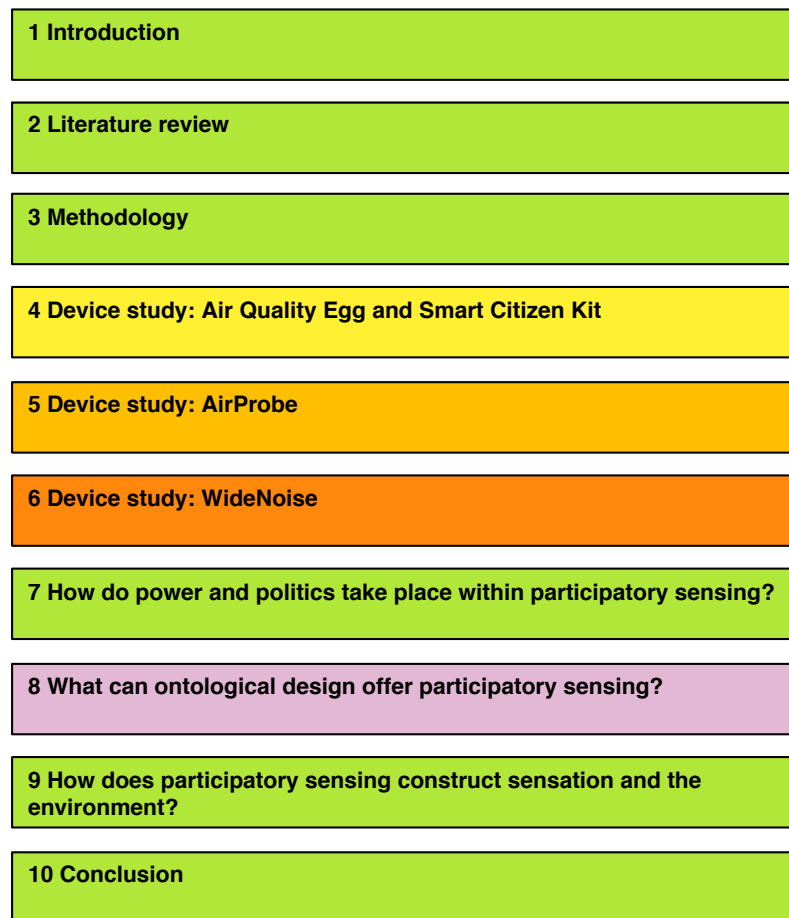 1 Introduction
2 Literature review
3 Methodology
4 Device study: Air Quality Egg and Smart Citizen Kit
5 Device study: AirProbe
6 Device study: WideNoise
7 How do power and politics take place within participatory sensing?
8 What can ontological design offer participatory sensing?
9 How does participatory sensing construct sensation and the
environment?
10 Conclusion